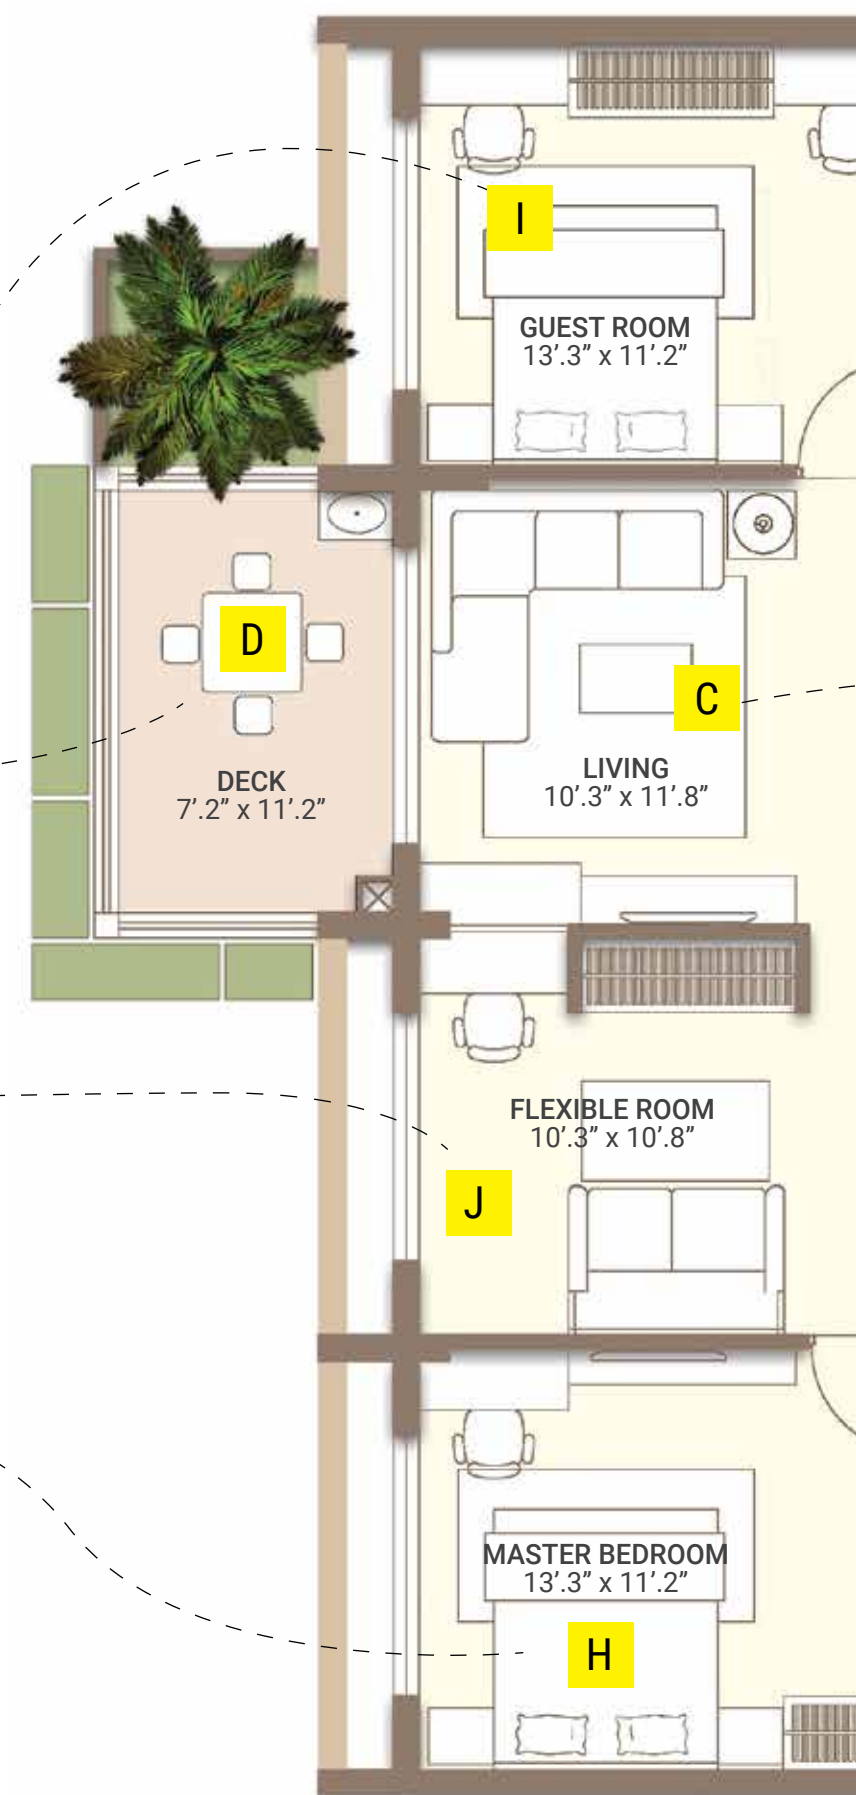 I
GUEST ROOM
13’.3” x 11’.2”
D
DECK
7’.2” x 11’.2”
C
LIVING
10’.3” x 11’.8”
FLEXIBLE ROOM
10’.3” x 10’.8”
J
MASTER BEDROOM
13’.3” x 11’.2”
H